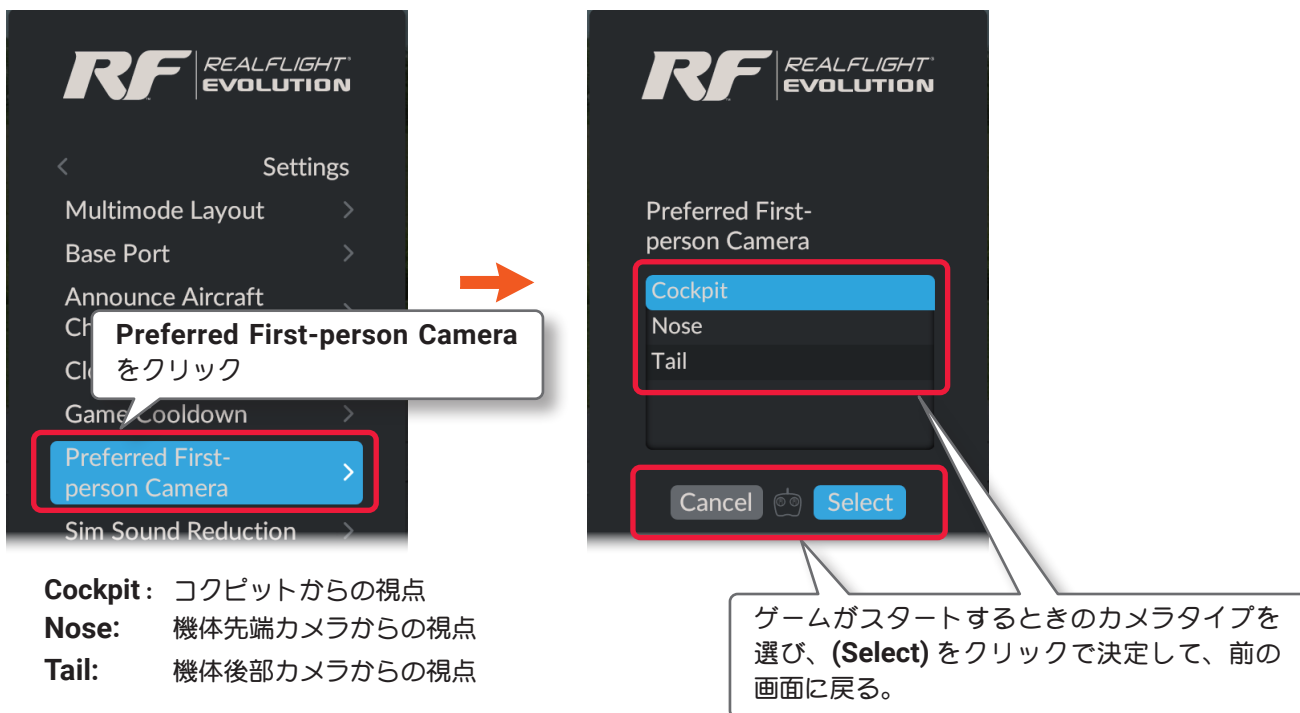 RF REALFLIGHT
EVOLUTION
Settings
Multimode Layout
Base Port
Announce Aircraft
Ch
Cl
Game Cooldown
Preferred First-
person Camera
Sim Sound Reduction
Preferred First-person Camera
をクリック
RF REALFLIGHT
EVOLUTION
Preferred First-
person Camera
Cockpit
Nose
Tail
Cancel Select
Cockpit : コクピットからの視点
Nose: 機体先端カメラからの視点
Tail: 機体後部カメラからの視点
ゲームがスタートするときのカメラタイプを
選び、(Select) をクリックで決定して、前の
画面に戻る。